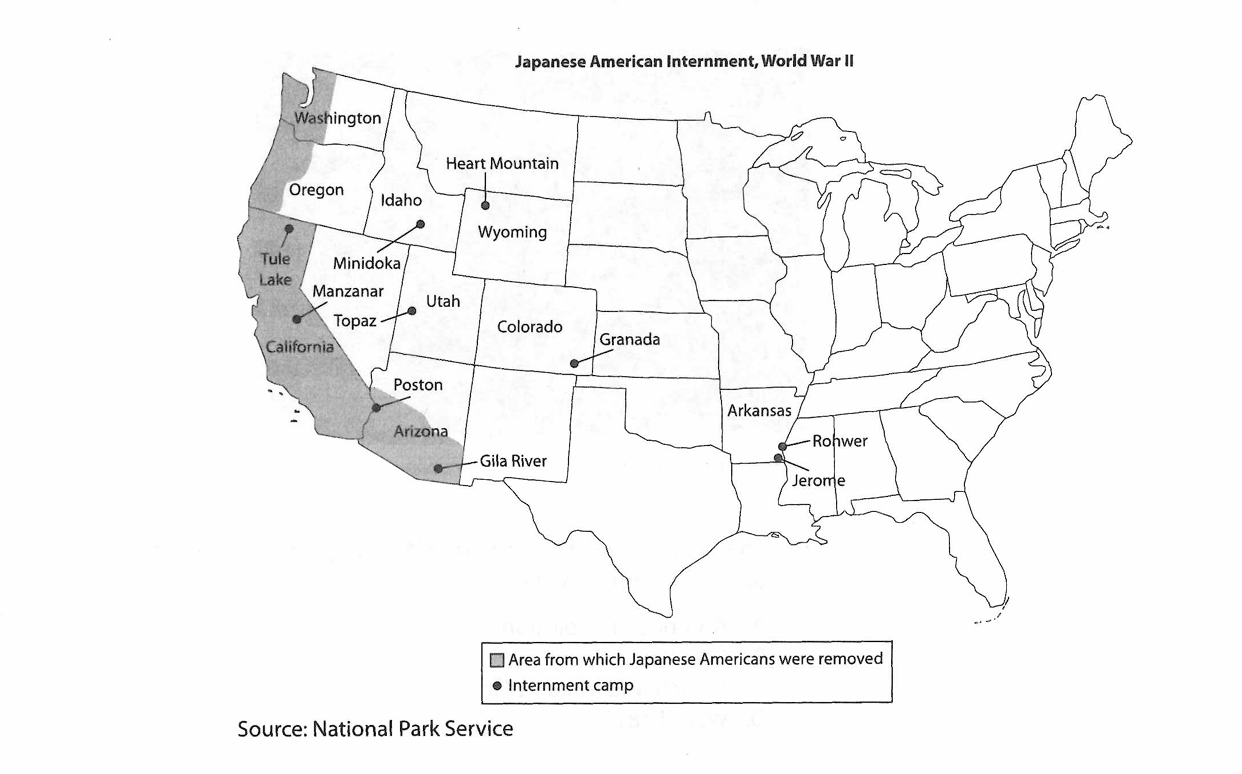 Japanese American Internment, World War II
Washington
Heart Mountain
Oregon
Idaho
Wyoming
Tule
Lake
Minidoka
Manzanar
Utah
Topaz
Colorado
Granada
California
Poston
Arkansas
Arizona
Rohwer
Gila River
Jerome
Area from which Japanese Americans were removed
Internment camp
Source: National Park Service